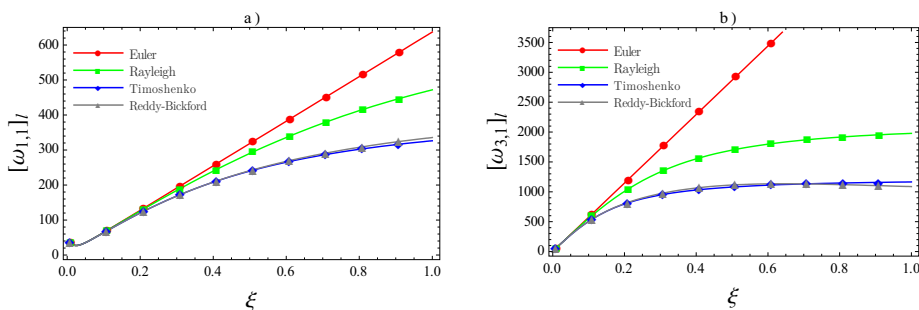 a)
[ω1,1]l
600
500
400
300
200
100
0
Euler
Rayleigh
Timoshenko
Reddy-Bickford
0.0 0.2 0.4 0.6 0.8 1.0
ξ
b)
[ω3,1]l
3500
3000
2500
2000
1500
1000
500
0
Euler
Rayleigh
Timoshenko
Reddy-Bickford
0.0 0.2 0.4 0.6 0.8 1.0
ξ